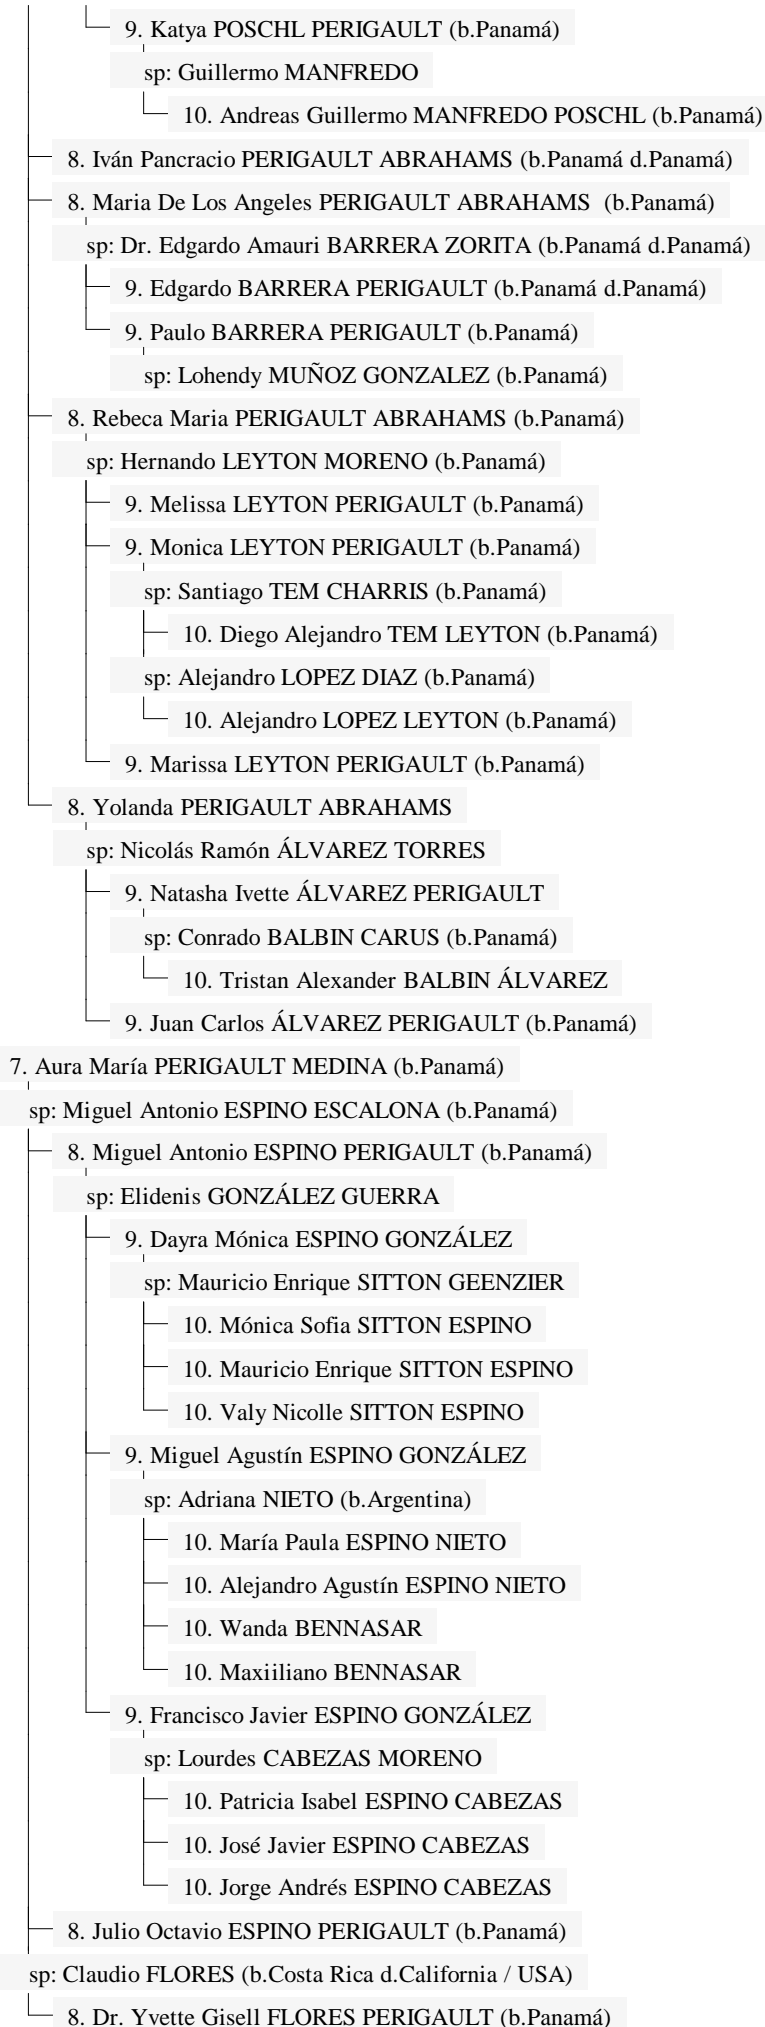 9. Katya POSCHL PERIGAULT (b.Panamá)
sp: Guillermo MANFREDO
10. Andreas Guillermo MANFREDO POSCHL (b.Panamá)
8. Iván Pancracio PERIGAULT ABRAHAMS (b.Panamá d.Panamá)
8. Maria De Los Angeles PERIGAULT ABRAHAMS (b.Panamá)
sp: Dr. Edgardo Amauri BARRERA ZORITA (b.Panamá d.Panamá)
9. Edgardo BARRERA PERIGAULT (b.Panamá d.Panamá)
9. Paulo BARRERA PERIGAULT (b.Panamá)
sp: Lohendy MUÑOZ GONZALEZ (b.Panamá)
8. Rebeca Maria PERIGAULT ABRAHAMS (b.Panamá)
sp: Hernando LEYTON MORENO (b.Panamá)
9. Melissa LEYTON PERIGAULT (b.Panamá)
9. Monica LEYTON PERIGAULT (b.Panamá)
sp: Santiago TEM CHARRIS (b.Panamá)
10. Diego Alejandro TEM LEYTON (b.Panamá)
sp: Alejandro LOPEZ DIAZ (b.Panamá)
10. Alejandro LOPEZ LEYTON (b.Panamá)
9. Marissa LEYTON PERIGAULT (b.Panamá)
8. Yolanda PERIGAULT ABRAHAMS
sp: Nicolás Ramón ÁLVAREZ TORRES
9. Natasha Ivette ÁLVAREZ PERIGAULT
sp: Conrado BALBIN CARUS (b.Panamá)
10. Tristan Alexander BALBIN ÁLVAREZ
9. Juan Carlos ÁLVAREZ PERIGAULT (b.Panamá)
7. Aura María PERIGAULT MEDINA (b.Panamá)
sp: Miguel Antonio ESPINO ESCALONA (b.Panamá)
8. Miguel Antonio ESPINO PERIGAULT (b.Panamá)
sp: Elidenis GONZÁLEZ GUERRA
9. Dayra Mónica ESPINO GONZÁLEZ
sp: Mauricio Enrique SITTON GEENZIER
10. Mónica Sofia SITTON ESPINO
10. Mauricio Enrique SITTON ESPINO
10. Valy Nicolle SITTON ESPINO
9. Miguel Agustín ESPINO GONZÁLEZ
sp: Adriana NIETO (b.Argentina)
10. María Paula ESPINO NIETO
10. Alejandro Agustín ESPINO NIETO
10. Wanda BENNASAR
10. Maxiiliano BENNASAR
9. Francisco Javier ESPINO GONZÁLEZ
sp: Lourdes CABEZAS MORENO
10. Patricia Isabel ESPINO CABEZAS
10. José Javier ESPINO CABEZAS
10. Jorge Andrés ESPINO CABEZAS
8. Julio Octavio ESPINO PERIGAULT (b.Panamá)
sp: Claudio FLORES (b.Costa Rica d.California / USA)
8. Dr. Yvette Gisell FLORES PERIGAULT (b.Panamá)